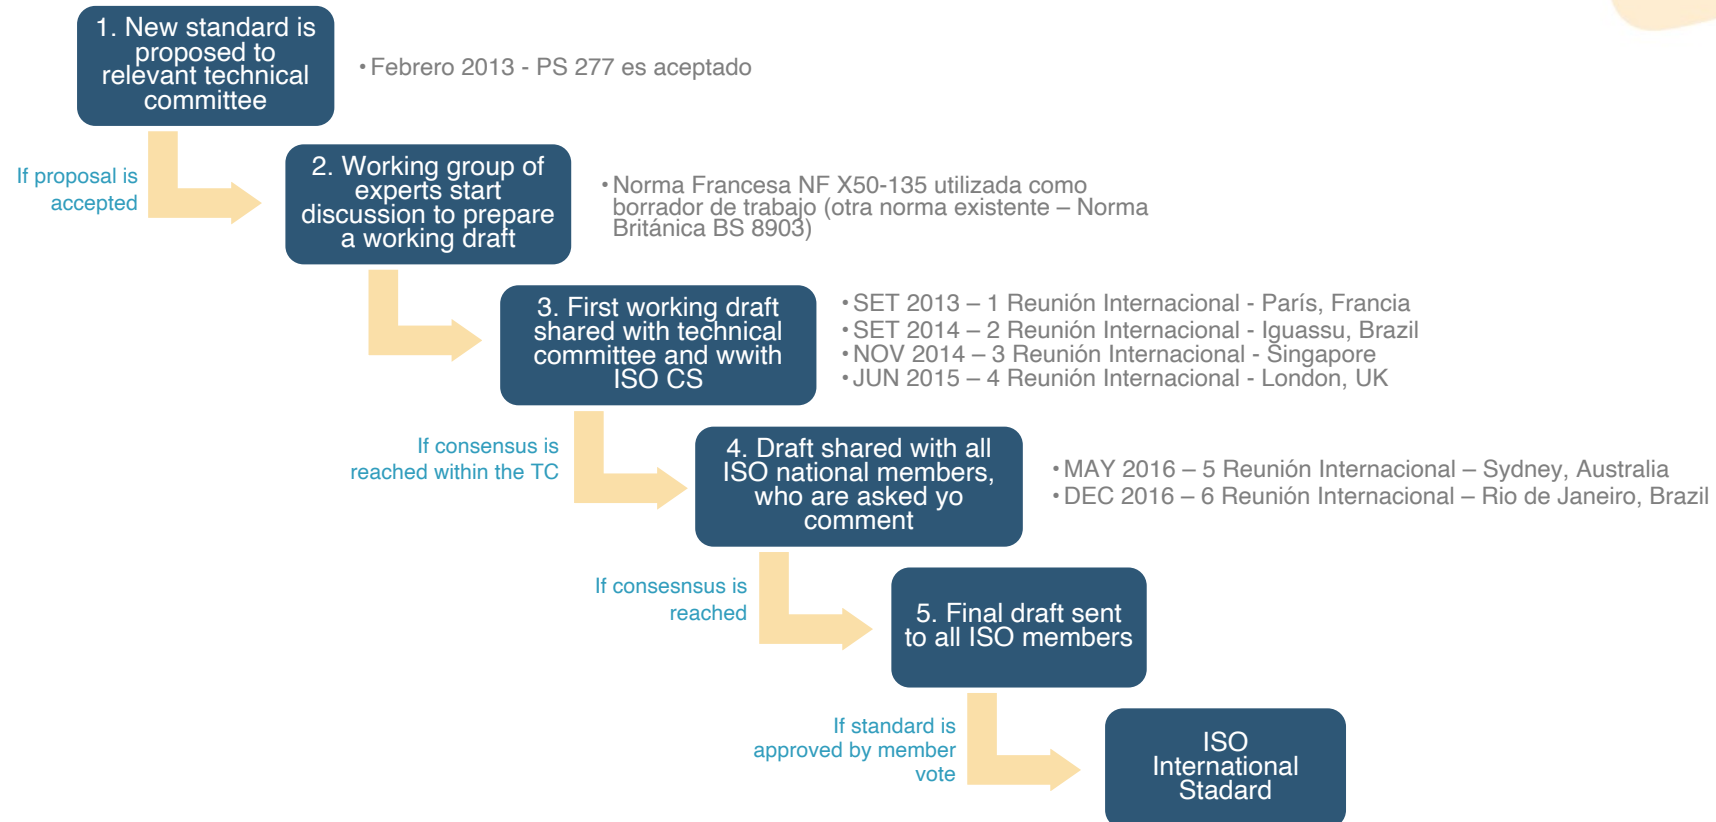 1. New standard is
proposed to
relevant technical
committee
• Febrero 2013 - PS 277 es aceptado
If proposal is
accepted
2. Working group of
experts start
discussion to prepare
a working draft
• Norma Francesa NF X50-135 utilizada como
borrador de trabajo (otra norma existente – Norma
Británica BS 8903)
3. First working draft
shared with technical
committee and wwith
ISO CS
• SET 2013 – 1 Reunión Internacional - París, Francia
• SET 2014 – 2 Reunión Internacional - Iguassu, Brazil
• NOV 2014 – 3 Reunión Internacional - Singapore
• JUN 2015 – 4 Reunión Internacional - London, UK
If consensus is
reached within the TC
4. Draft shared with all
ISO national members,
who are asked yo
comment
• MAY 2016 – 5 Reunión Internacional – Sydney, Australia
• DEC 2016 – 6 Reunión Internacional – Rio de Janeiro, Brazil
If consesnsus is
reached
5. Final draft sent
to all ISO members
If standard is
approved by member
vote
ISO
International
Stadard